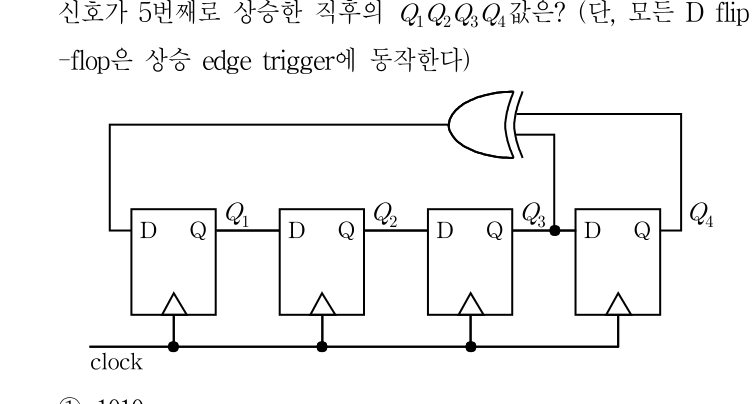 신호가 5번째로 상승한 직후의 Q₁Q₂Q₃Q₄값은? (단, 모든 D flip
-flop은 상승 edge trigger에 동작한다)
D Q Q₁ D Q Q₂ D Q Q₃ D Q Q₄
clock
① 1010